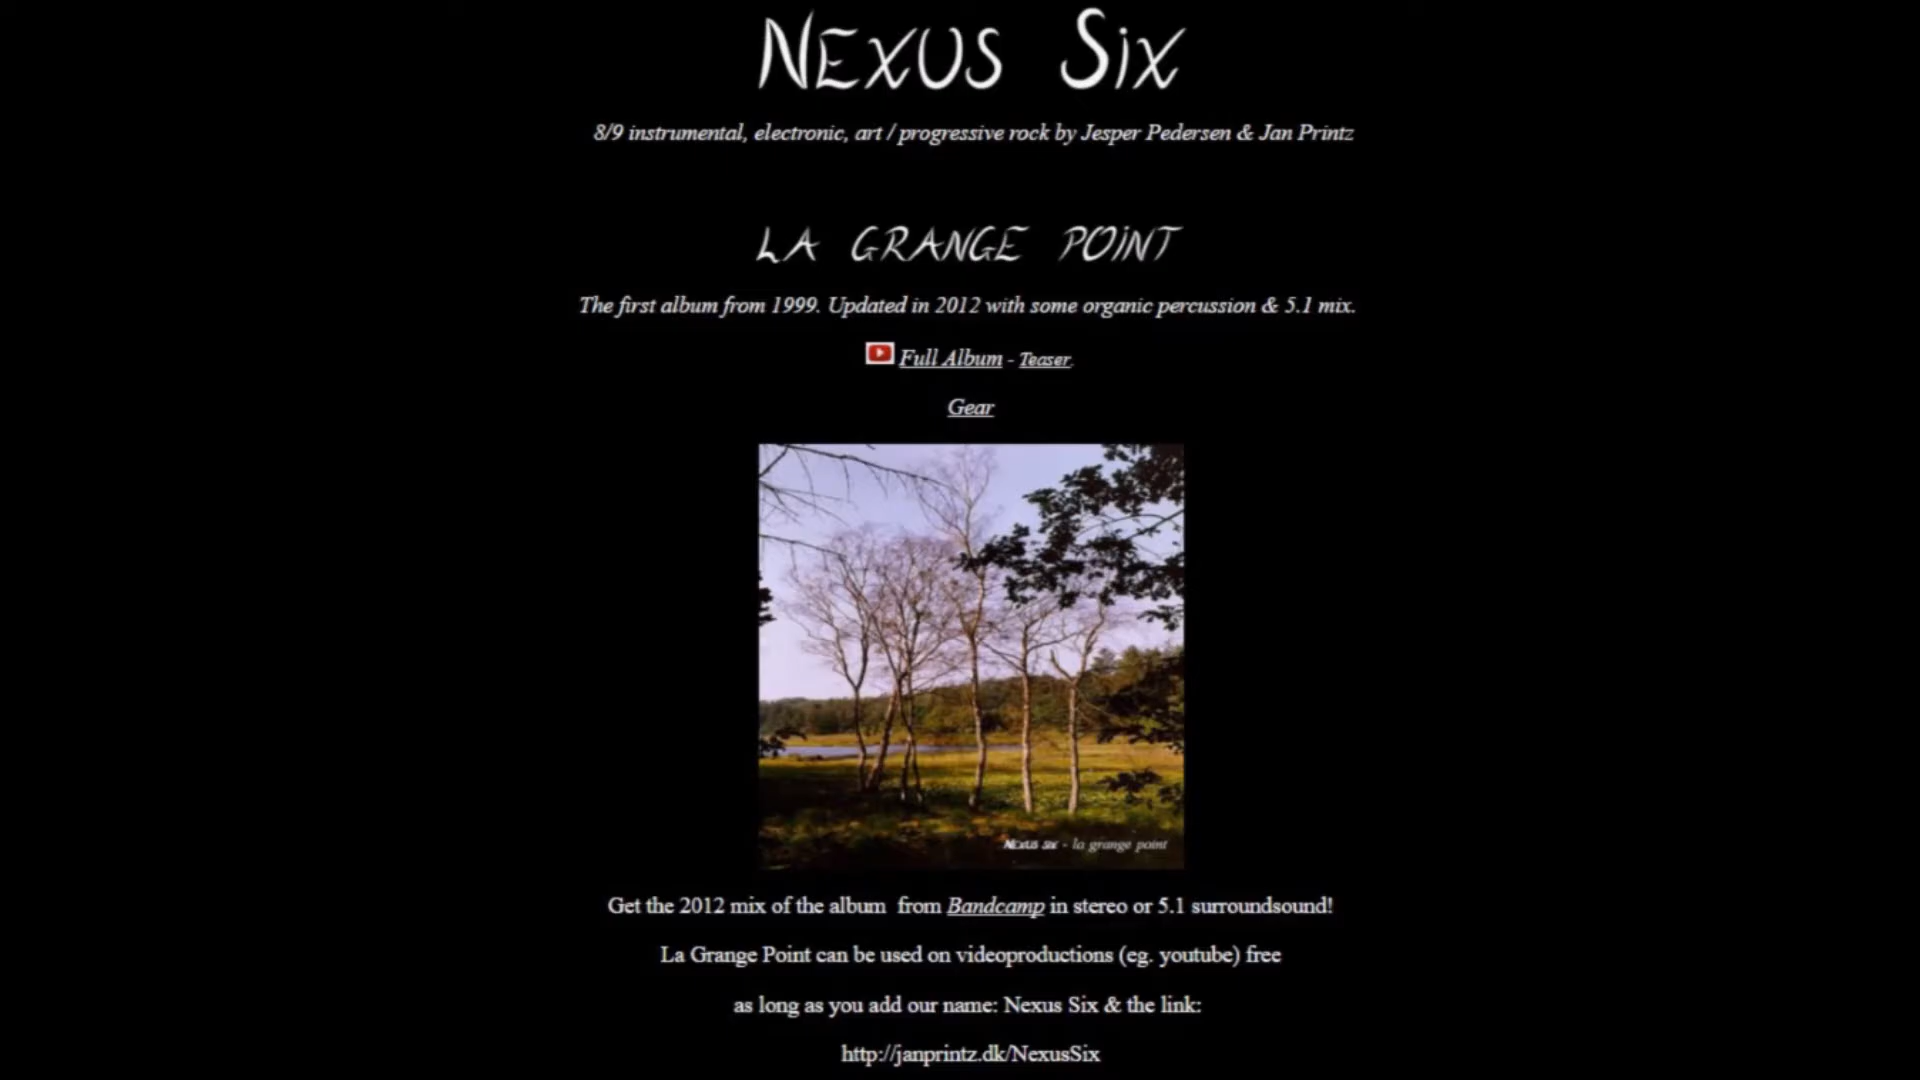 NEXUS SIX
8/9 instrumental, electronic, art / progressive rock by Jesper Pedersen & Jan Printz
LA GRANGE POINT
The first album from 1999. Updated in 2012 with some organic percussion & 5.1 mix.
Full Album - Teaser.
Gear
NEXUS SIX - la grange point
Get the 2012 mix of the album from Bandcamp in stereo or 5.1 surroundsound!
La Grange Point can be used on videoproductions (eg. youtube) free
as long as you add our name: Nexus Six & the link:
http://janprintz.dk/NexusSix